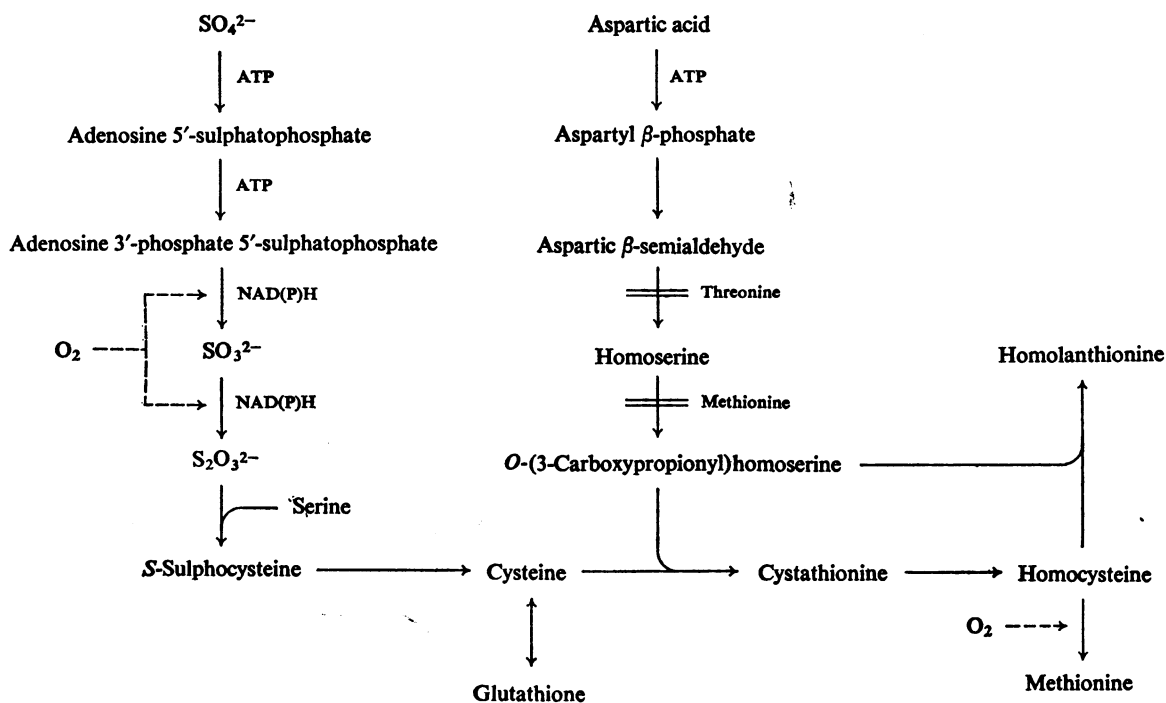 SO₄²⁻
Aspartic acid
ATP
ATP
Adenosine 5′-sulphatophosphate
Aspartyl β-phosphate
ATP
Adenosine 3′-phosphate 5′-sulphatophosphate
Aspartic β-semialdehyde
NAD(P)H
Threonine
O₂
SO₃²⁻
Homoserine
Homolanthionine
NAD(P)H
Methionine
S₂O₃²⁻
O-(3-Carboxypropionyl)homoserine
Serine
S-Sulphocysteine
Cysteine
Cystathionine
Homocysteine
O₂
Glutathione
Methionine